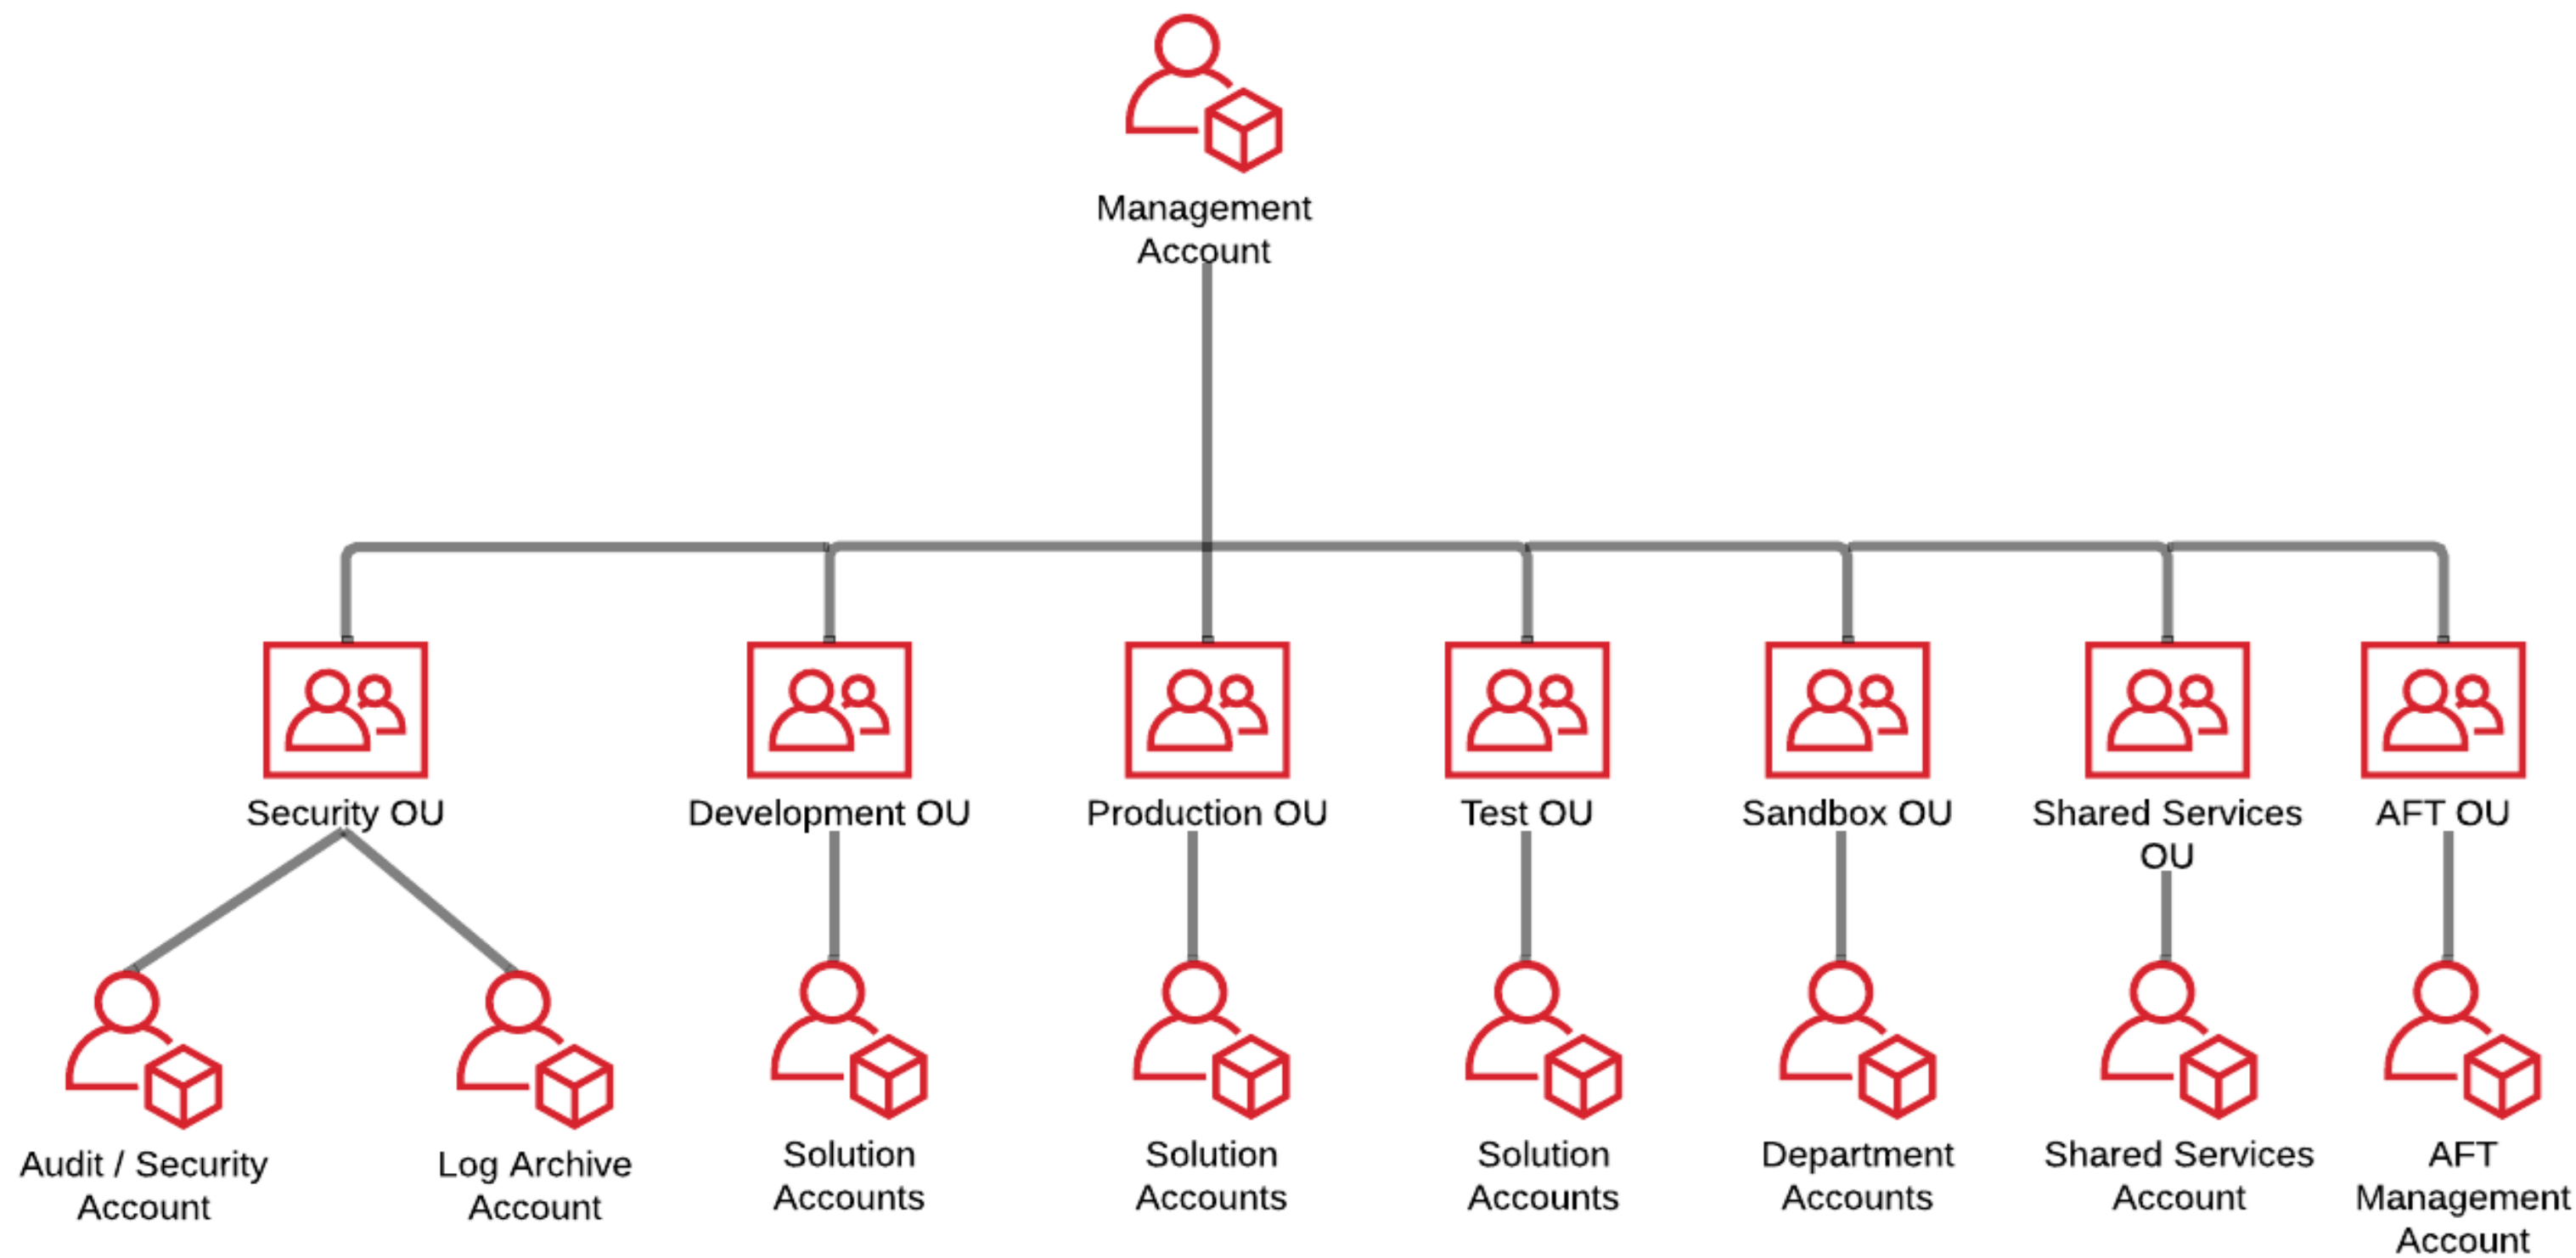 Management
Account
Security OU
Development OU
Production OU
Test OU
Sandbox OU
Shared Services
OU
AFT OU
Audit / Security
Account
Log Archive
Account
Solution
Accounts
Solution
Accounts
Solution
Accounts
Department
Accounts
Shared Services
Account
AFT
Management
Account